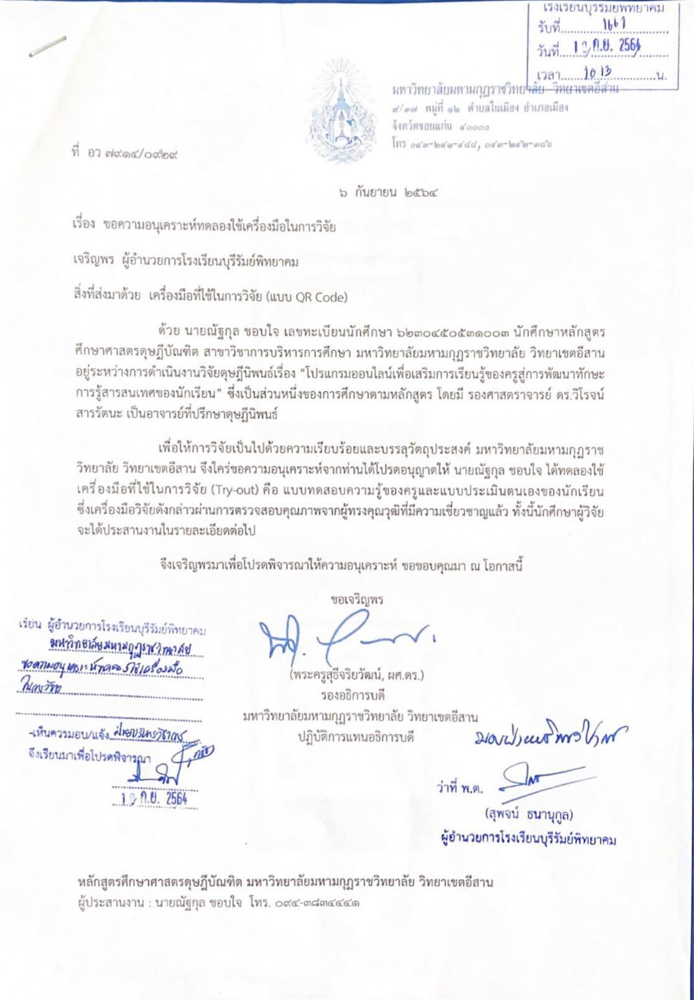 โรงเรียนบุรีรัมย์พิทยาคม
รับที่ 1667
วันที่ 10 ก.ย. 2564
เวลา 10 13 น.
มหาวิทยาลัยมหามกุฏราชวิทยาลัย วิทยาเขตอีสาน
๙/๓๗ หมู่ที่ ๑๒ ตำบลในเมือง อำเภอเมือง
จังหวัดขอนแก่น ๔๐๐๐๐
โทร ๐๔๓-๒๔๑-๔๘๘, ๐๔๓-๒๔๒-๓๘๖
ที่ อว ๗๙๑๔/๐๙๒๙
๖ กันยายน ๒๕๖๔
เรื่อง ขอความอนุเคราะห์ทดลองใช้เครื่องมือในการวิจัย
เจริญพร ผู้อำนวยการโรงเรียนบุรีรัมย์พิทยาคม
สิ่งที่ส่งมาด้วย เครื่องมือที่ใช้ในการวิจัย (แบบ QR Code)
ด้วย นายณัฐกุล ชอบใจ เลขทะเบียนนักศึกษา ๖๒๓๐๔๕๐๕๓๑๐๐๓ นักศึกษาหลักสูตร
ศึกษาศาสตรดุษฎีบัณฑิต สาขาวิชาการบริหารการศึกษา มหาวิทยาลัยมหามกุฏราชวิทยาลัย วิทยาเขตอีสาน
อยู่ระหว่างการดำเนินงานวิจัยดุษฎีนิพนธ์เรื่อง “โปรแกรมออนไลน์เพื่อเสริมการเรียนรู้ของครูสู่การพัฒนาทักษะ
การรู้สารสนเทศของนักเรียน” ซึ่งเป็นส่วนหนึ่งของการศึกษาตามหลักสูตร โดยมี รองศาสตราจารย์ ดร.วิโรจน์
สารรัตนะ เป็นอาจารย์ที่ปรึกษาดุษฎีนิพนธ์
เพื่อให้การวิจัยเป็นไปด้วยความเรียบร้อยและบรรลุวัตถุประสงค์ มหาวิทยาลัยมหามกุฏราช
วิทยาลัย วิทยาเขตอีสาน จึงใคร่ขอความอนุเคราะห์จากท่านได้โปรดอนุญาตให้ นายณัฐกุล ชอบใจ ได้ทดลองใช้
เครื่องมือที่ใช้ในการวิจัย (Try-out) คือ แบบทดสอบความรู้ของครูและแบบประเมินตนเองของนักเรียน
ซึ่งเครื่องมือวิจัยดังกล่าวผ่านการตรวจสอบคุณภาพจากผู้ทรงคุณวุฒิที่มีความเชี่ยวชาญแล้ว ทั้งนี้นักศึกษาผู้วิจัย
จะได้ประสานงานในรายละเอียดต่อไป
จึงเจริญพรมาเพื่อโปรดพิจารณาให้ความอนุเคราะห์ ขอขอบคุณมา ณ โอกาสนี้
ขอเจริญพร
(พระครูสุธีจริยวัฒน์, ผศ.ดร.)
รองอธิการบดี
มหาวิทยาลัยมหามกุฏราชวิทยาลัย วิทยาเขตอีสาน
ปฏิบัติการแทนอธิการบดี
เรียน ผู้อำนวยการโรงเรียนบุรีรัมย์พิทยาคม
มหาวิทยาลัยมหามกุฏราชวิทยาลัย
ขอความอนุเคราะห์ทดลองใช้เครื่องมือ
ในการวิจัย
-เห็นควรมอบ/แจ้ง ฝ่ายบริหารวิชาการ
จึงเรียนมาเพื่อโปรดพิจารณา
10 ก.ย. 2564
มอบฝ่ายบริหารวิชาการ
ว่าที่ พ.ต.
(สุพจน์ ธนานุกูล)
ผู้อำนวยการโรงเรียนบุรีรัมย์พิทยาคม
หลักสูตรศึกษาศาสตรดุษฎีบัณฑิต มหาวิทยาลัยมหามกุฏราชวิทยาลัย วิทยาเขตอีสาน
ผู้ประสานงาน : นายณัฐกุล ชอบใจ โทร. ๐๙๔-๓๘๓๔๔๔๑